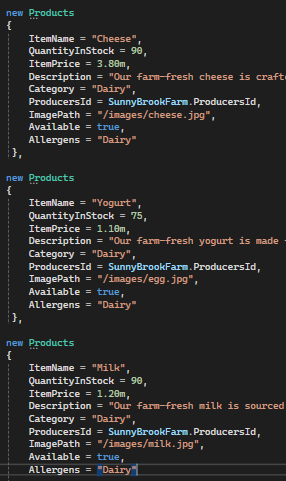 new Products
{
ItemName = "Cheese",
QuantityInStock = 90,
ItemPrice = 3.80m,
Description = "Our farm-fresh cheese is crafte
Category = "Dairy",
ProducersId = SunnyBrookFarm.ProducersId,
ImagePath = "/images/cheese.jpg",
Available = true,
Allergens = "Dairy"
},
new Products
{
ItemName = "Yogurt",
QuantityInStock = 75,
ItemPrice = 1.10m,
Description = "Our farm-fresh yogurt is made
Category = "Dairy",
ProducersId = SunnyBrookFarm.ProducersId,
ImagePath = "/images/egg.jpg",
Available = true,
Allergens = "Dairy"
},
new Products
{
ItemName = "Milk",
QuantityInStock = 90,
ItemPrice = 1.20m,
Description = "Our farm-fresh milk is sourced
Category = "Dairy",
ProducersId = SunnyBrookFarm.ProducersId,
ImagePath = "/images/milk.jpg",
Available = true,
Allergens = "Dairy"